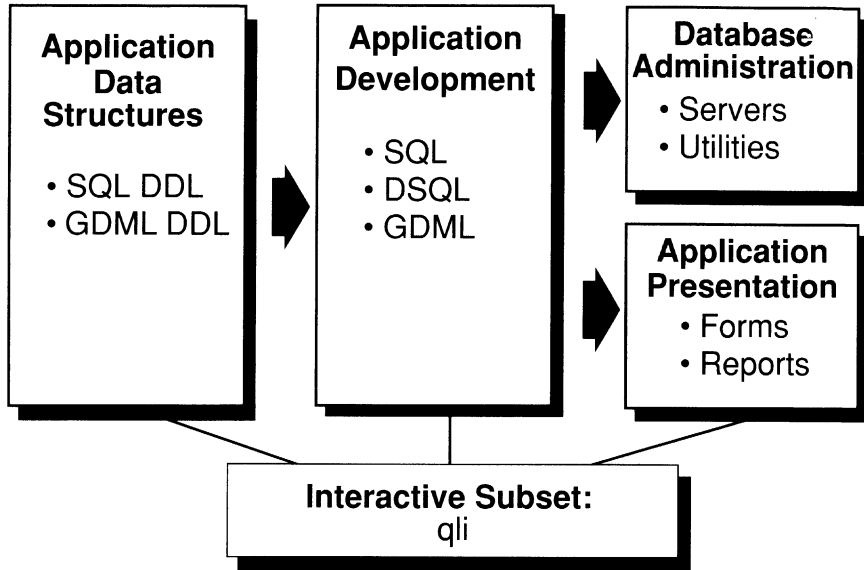 Application
Data
Structures
• SQL DDL
• GDML DDL
Application
Development
• SQL
• DSQL
• GDML
Database
Administration
• Servers
• Utilities
Application
Presentation
• Forms
• Reports
Interactive Subset:
qli